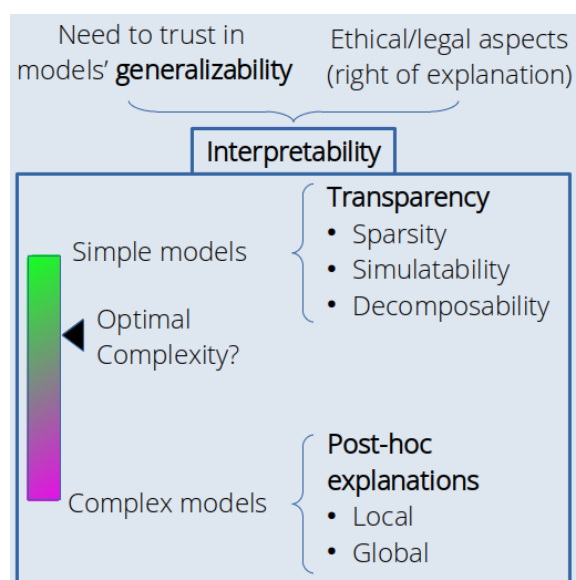 Need to trust in
models' generalizability
Ethical/legal aspects
(right of explanation)
Interpretability
Simple models
Transparency
• Sparsity
• Simulatability
• Decomposability
Optimal
Complexity?
Complex models
Post-hoc
explanations
• Local
• Global